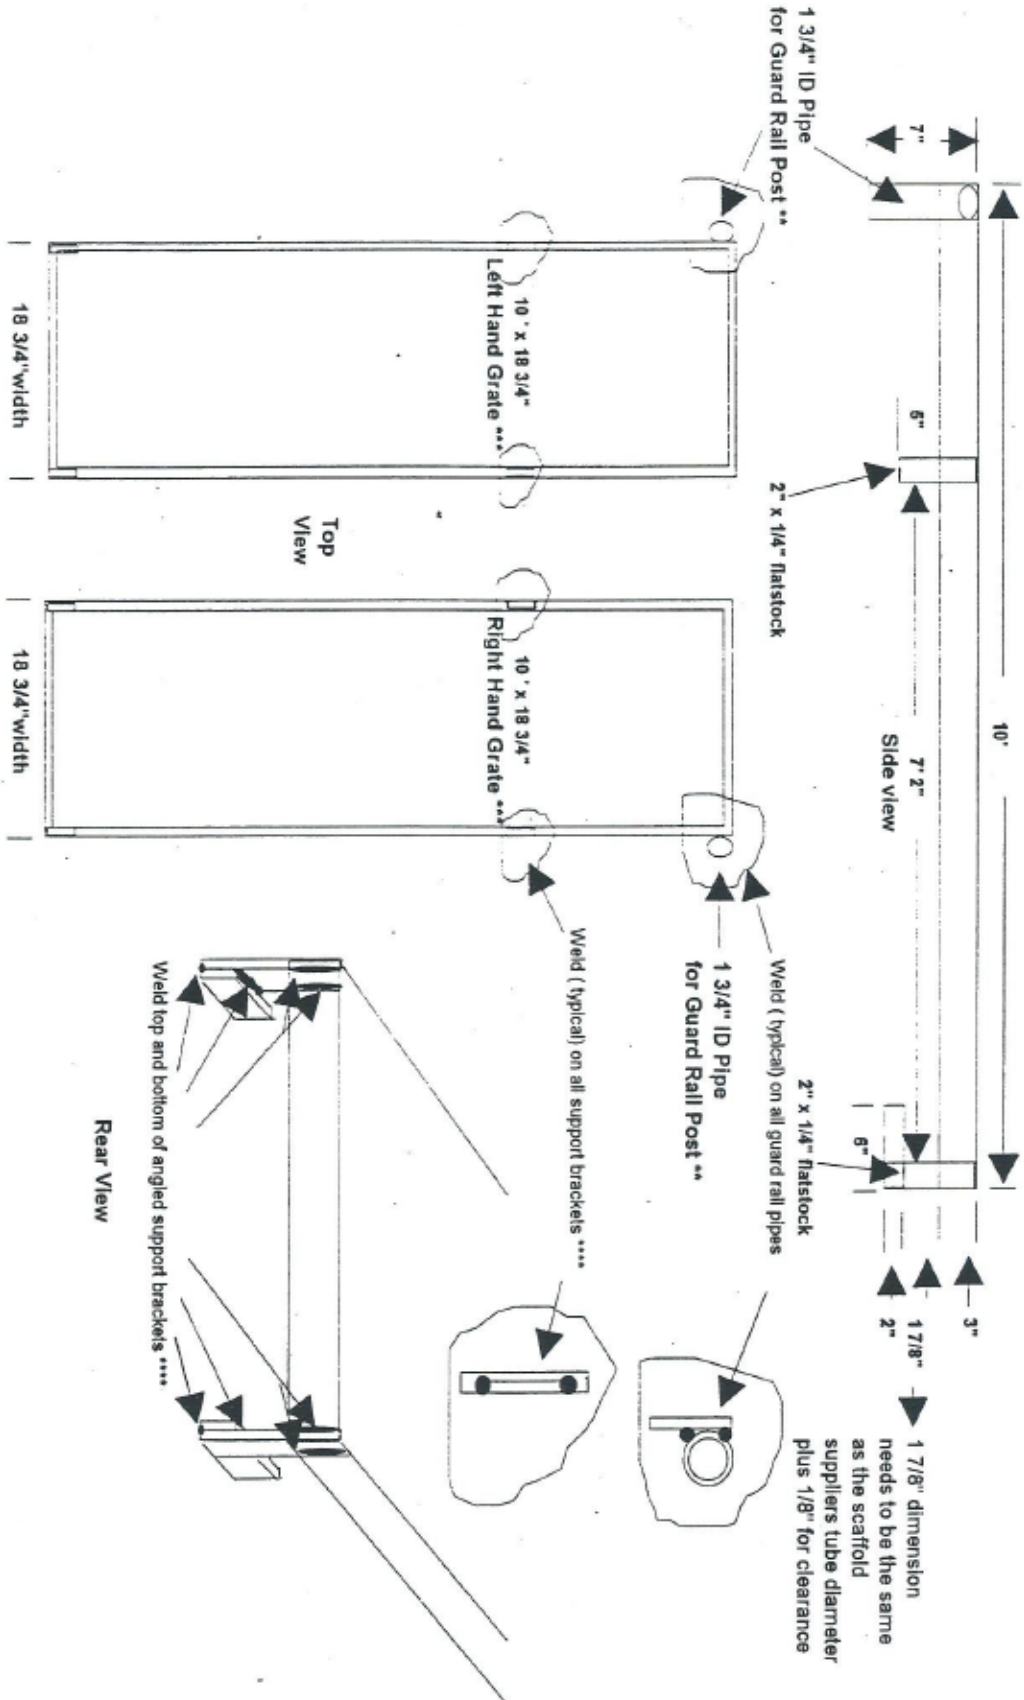 10'
1 3/4" ID Pipe
for Guard Rail Post **
7"
5"
2" x 1/4" flatstock
7' 2"
Side view
2" x 1/4" flatstock
6"
3"
1 7/8"
2"
1 7/8" dimension
needs to be the same
as the scaffold
suppliers tube diameter
plus 1/8" for clearance
10 ' x 18 3/4"
Left Hand Grate ***
18 3/4"width
Top
View
10 ' x 18 3/4"
Right Hand Grate ***
18 3/4"width
1 3/4" ID Pipe
for Guard Rail Post **
Weld ( typical) on all guard rail pipes
Weld ( typical) on all support brackets ****
Weld top and bottom of angled support brackets ****
Rear View